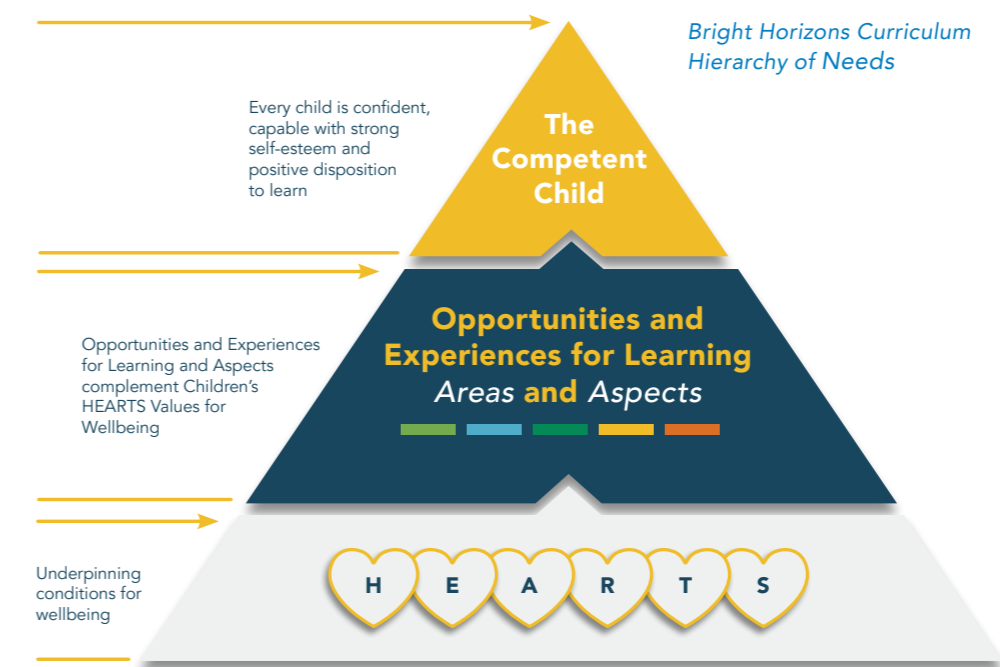 Bright Horizons Curriculum
Hierarchy of Needs
Every child is confident,
capable with strong
self-esteem and
positive disposition
to learn
The
Competent
Child
Opportunities and Experiences
for Learning and Aspects
complement Children’s
HEARTS Values for
Wellbeing
Opportunities and
Experiences for Learning
Areas and Aspects
Underpinning
conditions for
wellbeing
H E A R T S